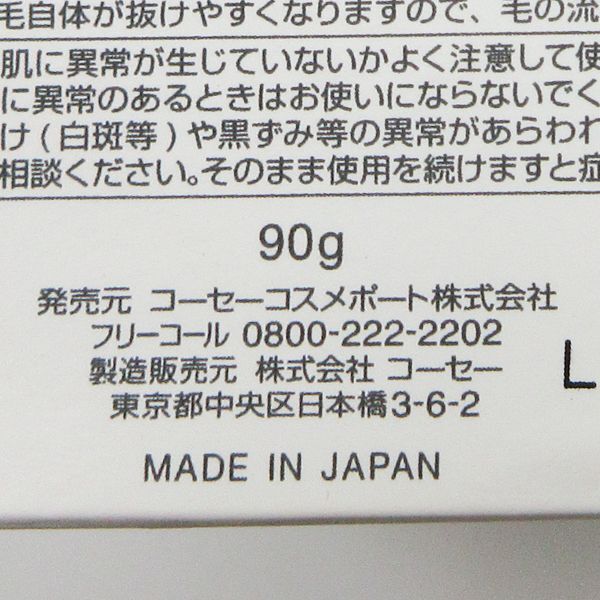 毛自体が抜けやすくなりますので、毛の流
肌に異常が生じていないかよく注意して使
に異常のあるときはお使いにならないでく
け(白斑等)や黒ずみ等の異常があらわれ
相談ください。そのまま使用を続けますと症
90g
発売元 コーセーコスメポート株式会社
フリーコール 0800-222-2202
製造販売元 株式会社 コーセー
東京都中央区日本橋3-6-2
L
MADE IN JAPAN